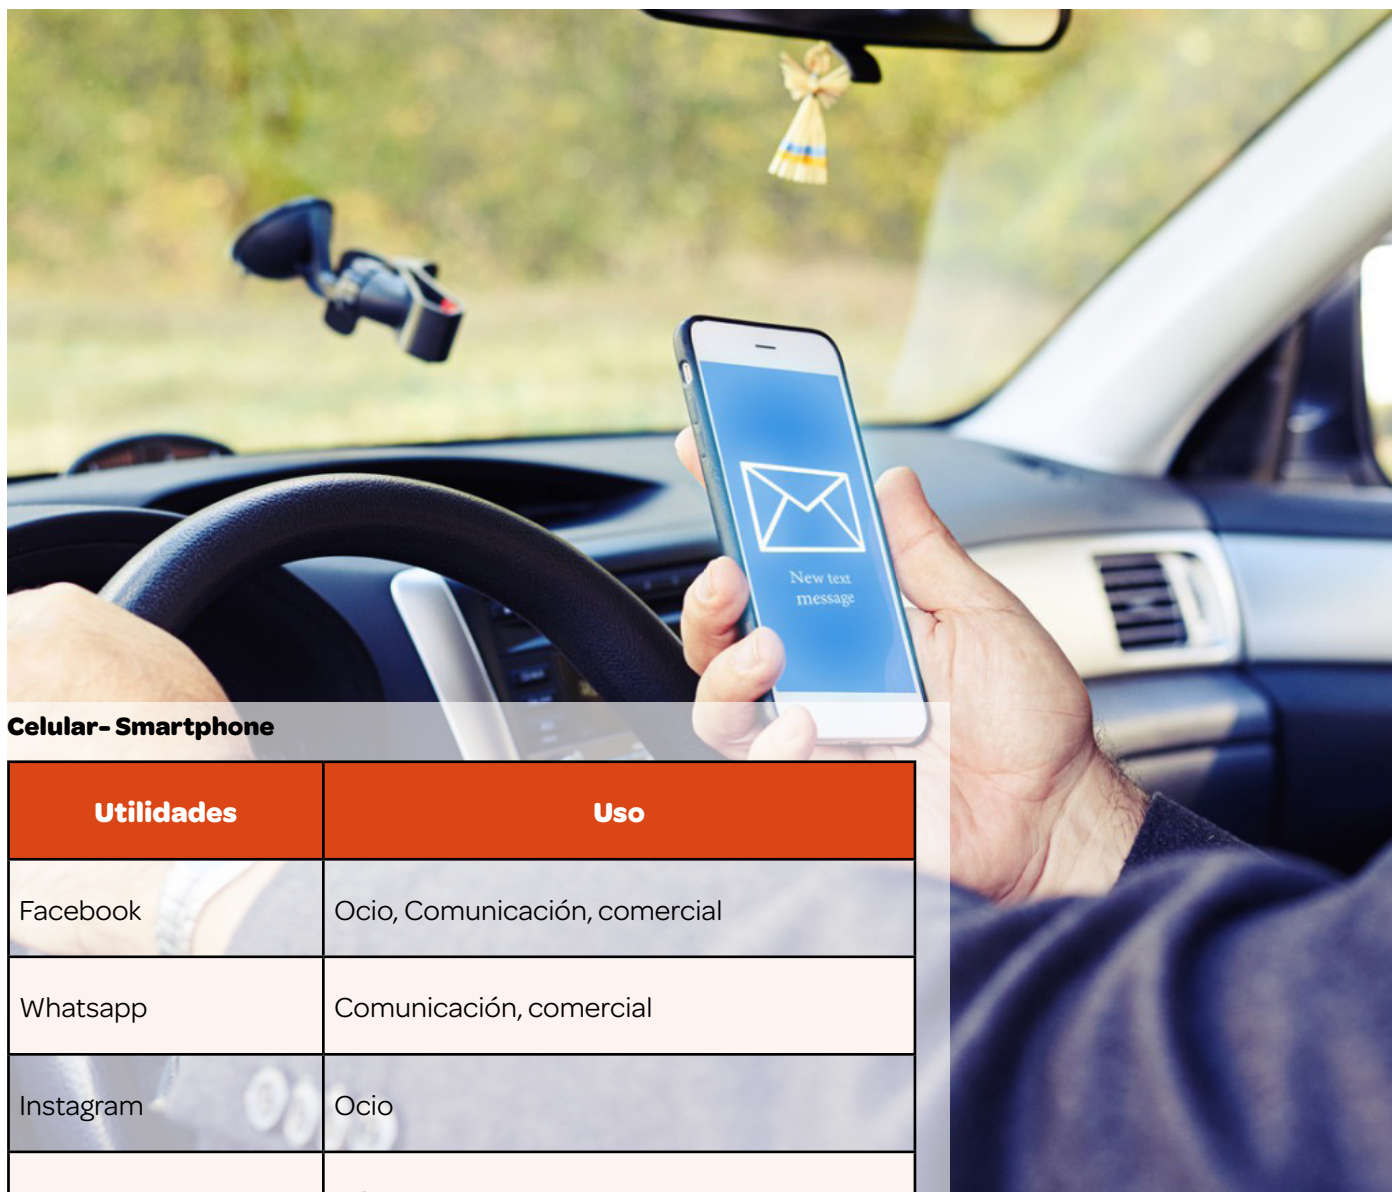 New text
message
Celular- Smartphone
Utilidades
Uso
Facebook
Ocio, Comunicación, comercial
Whatsapp
Comunicación, comercial
Instagram
Ocio